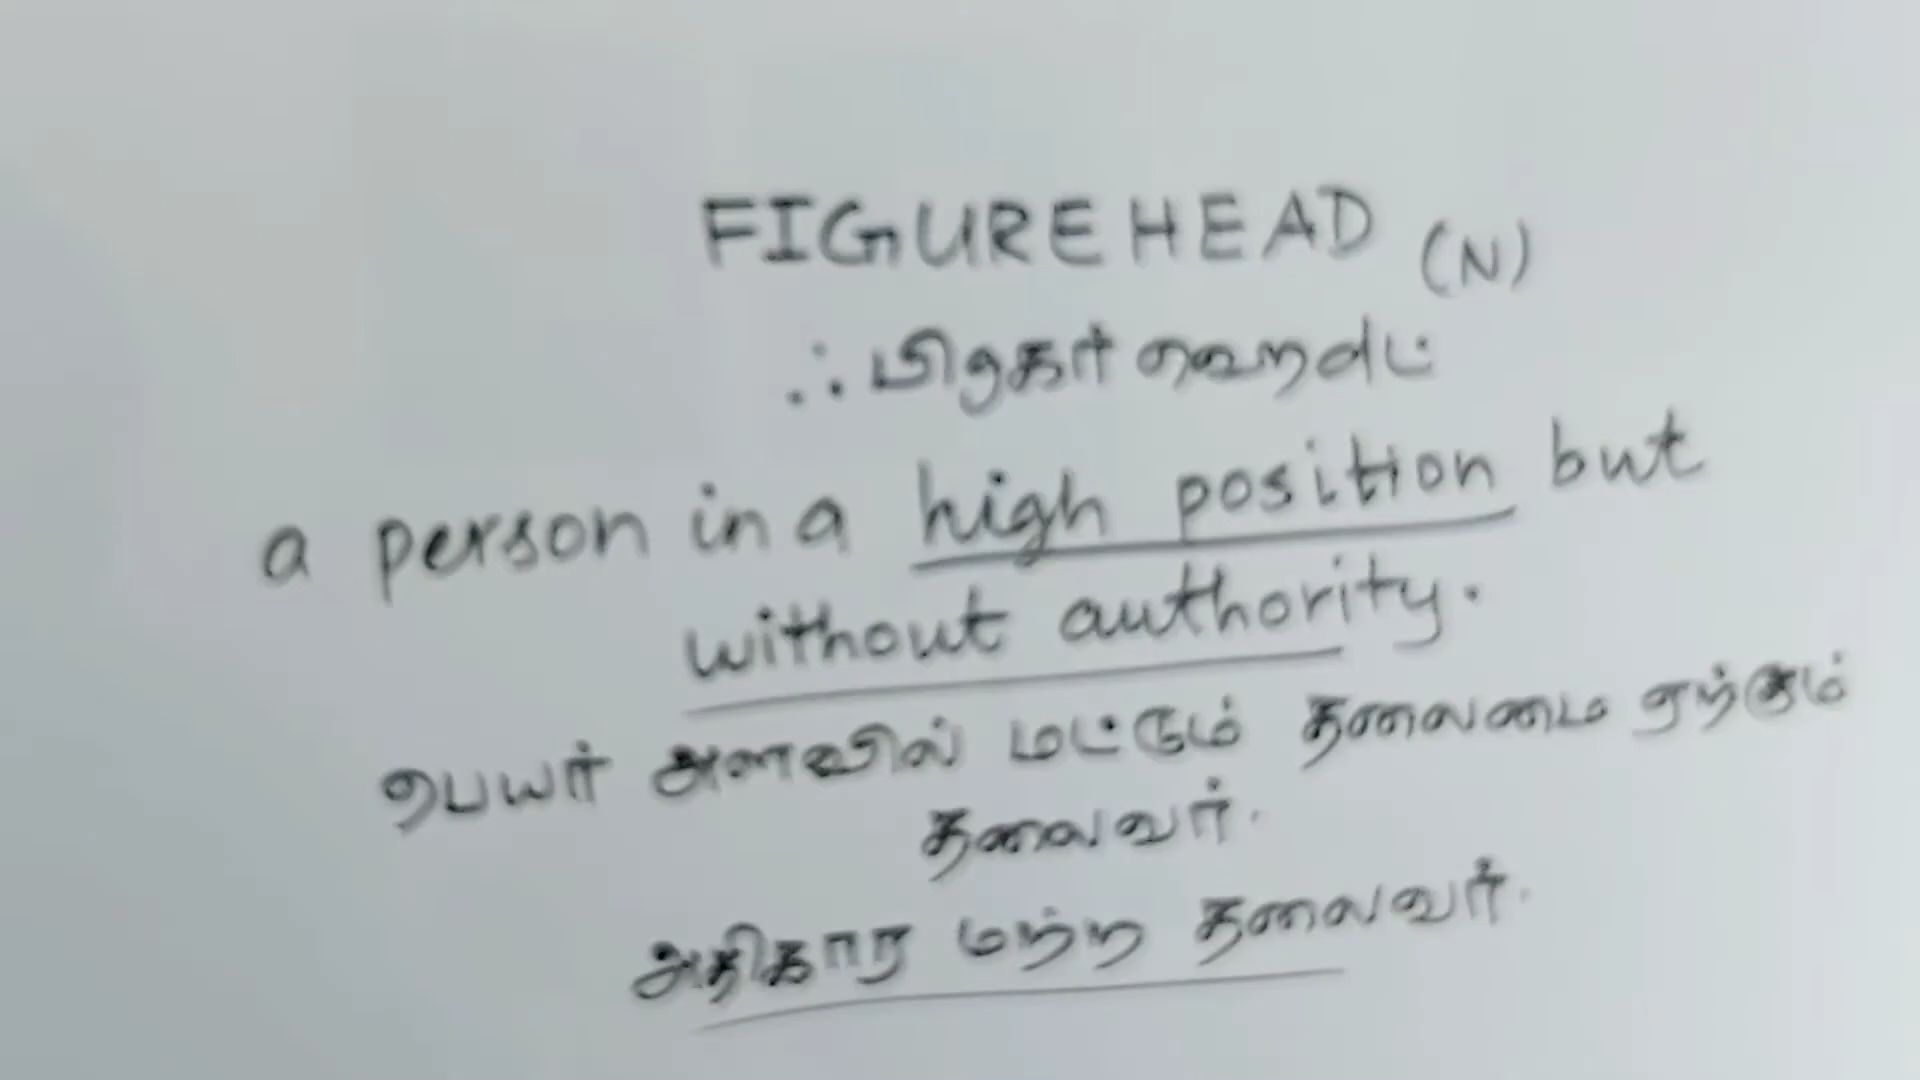 FIGUREHEAD (N)
ஃபிகர் ஹெட்
a person in a high position but
without authority.
பெயர் அளவில் மட்டும் தலைமை ஏற்கும்
தலைவர்.
அதிகார மற்ற தலைவர்.